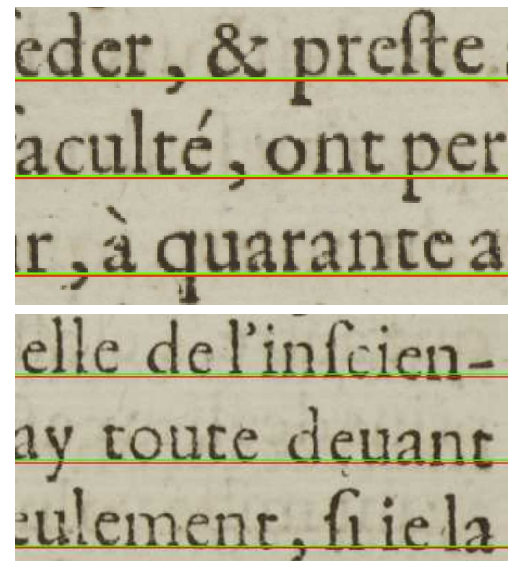 eder, & preſte
aculté, ont per
r, à quarante a
elle de l'inſcien-
ay toute deuant
eulement, ſi ie la